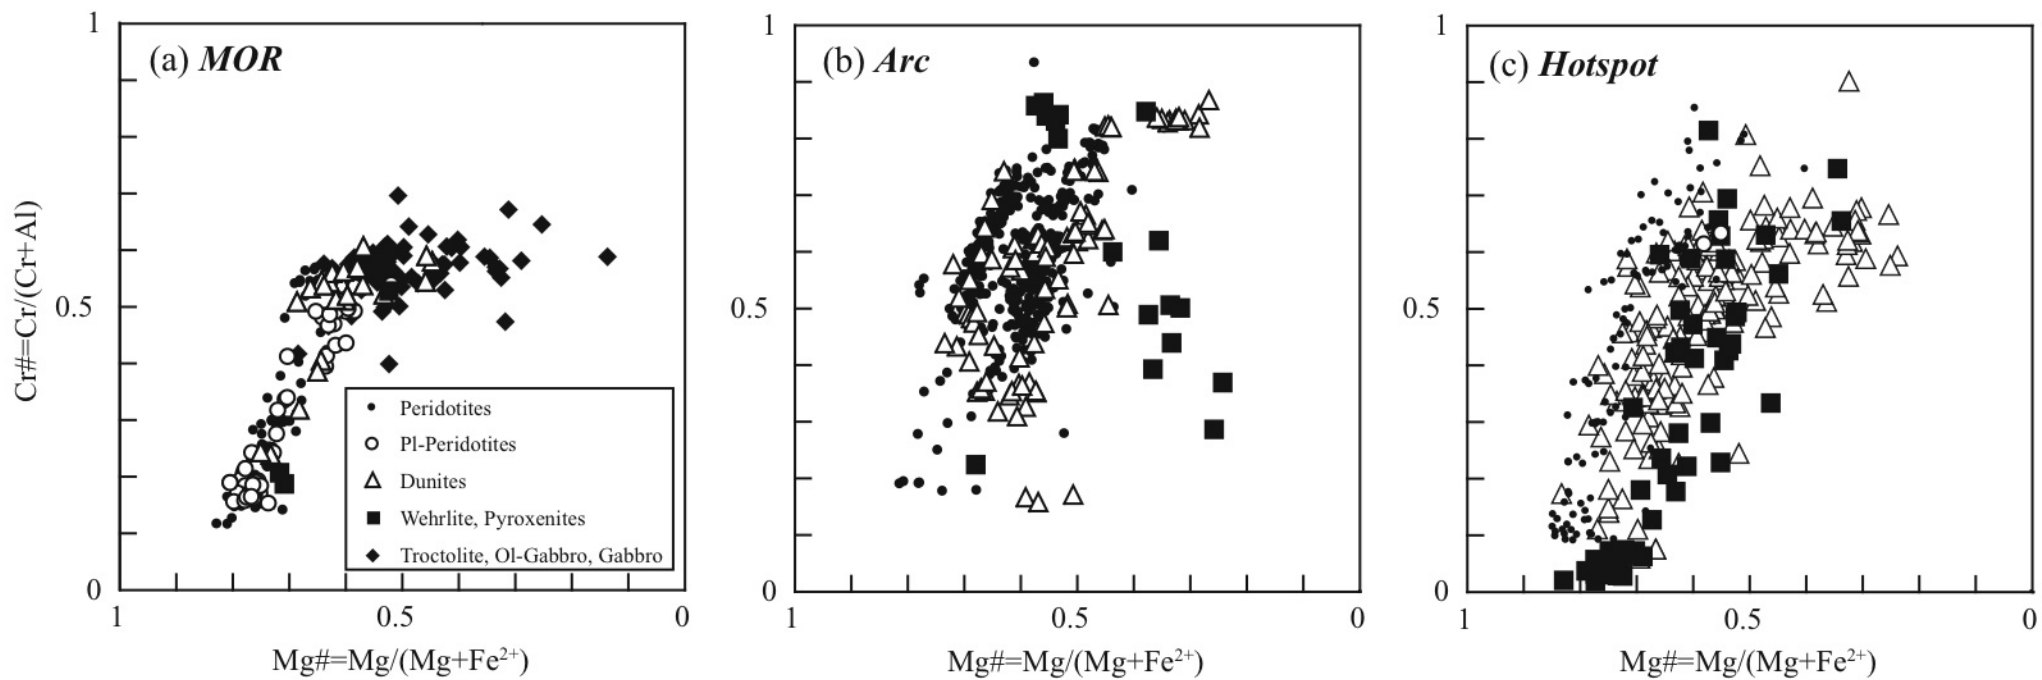 (a) MOR
1
0.5
0
Cr#=Cr/(Cr+Al)
Peridotites
Pl-Peridotites
Dunites
Wehrlite, Pyroxenites
Troctolite, Ol-Gabbro, Gabbro
1
0.5
0
Mg#=Mg/(Mg+Fe²⁺)
(b) Arc
1
0.5
0
1
0.5
0
Mg#=Mg/(Mg+Fe²⁺)
(c) Hotspot
1
0.5
0
1
0.5
0
Mg#=Mg/(Mg+Fe²⁺)